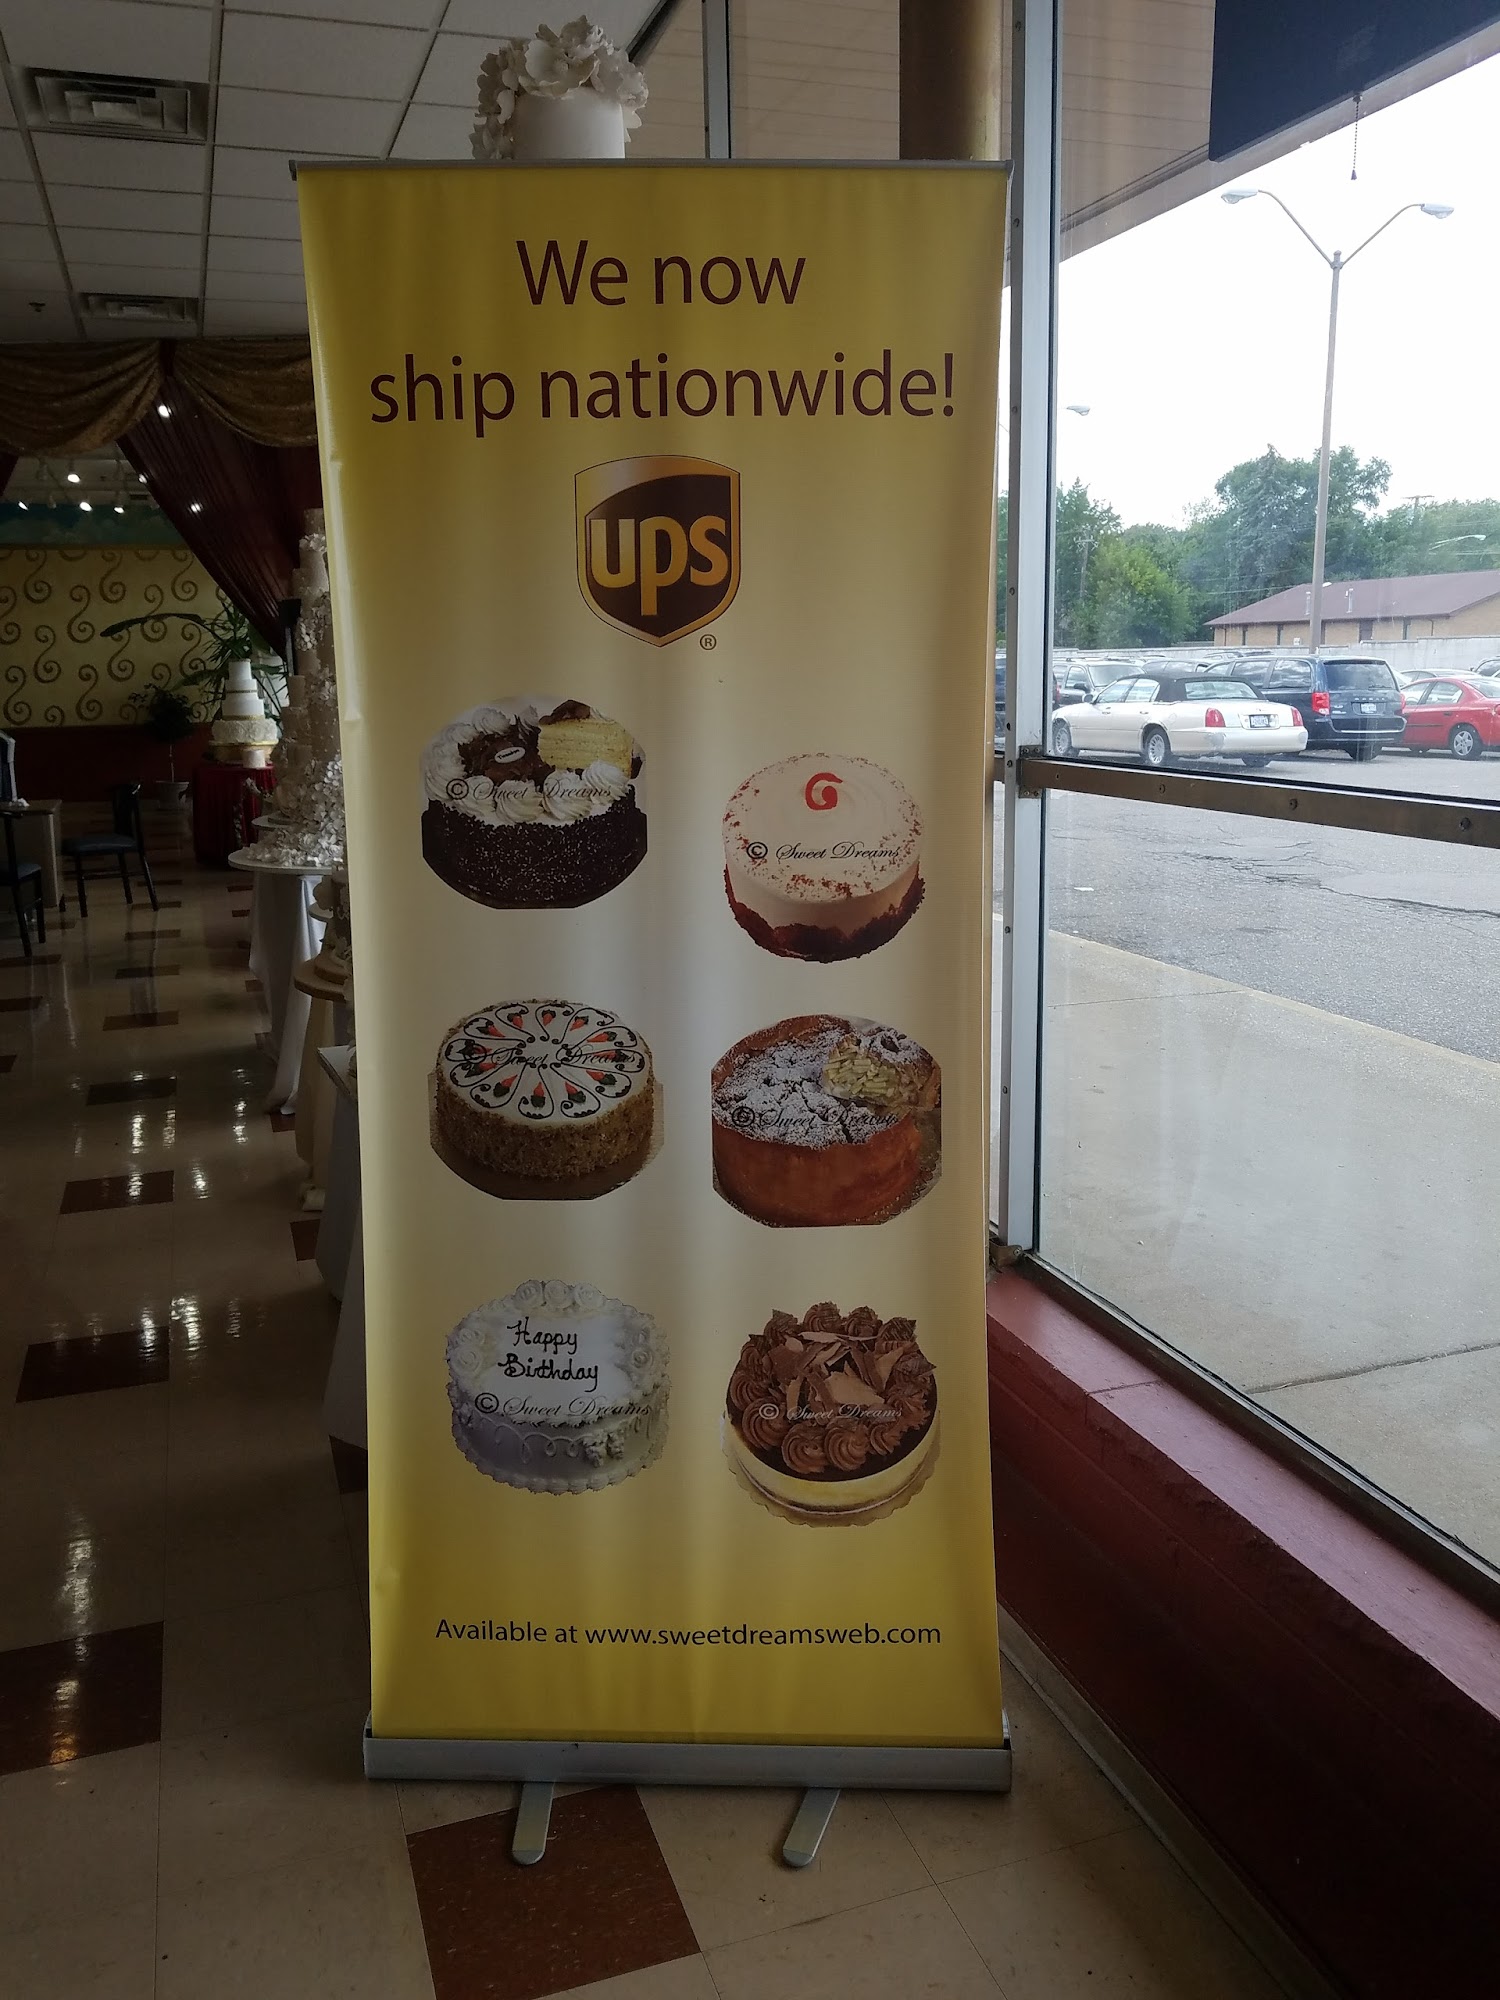 We now
ship nationwide!
ups
®
© Sweet Dreams
© Sweet Dreams
© Sweet Dreams
© Sweet Dreams
Happy
Birthday
© Sweet Dreams
© Sweet Dreams
Available at www.sweetdreamsweb.com